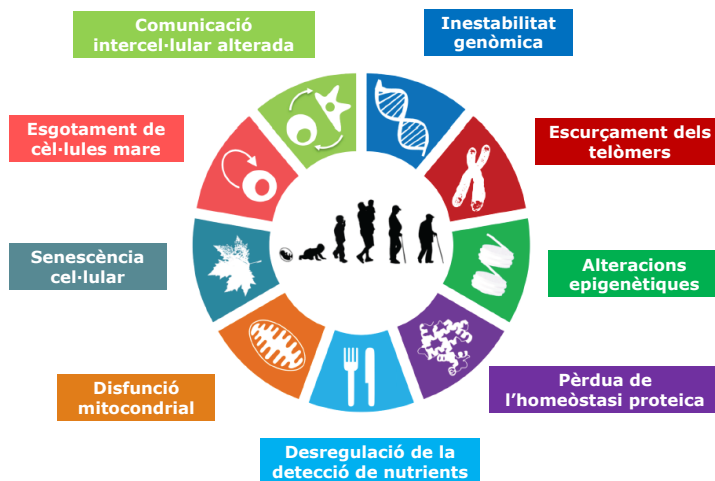 Comunicació
intercel·lular alterada
Inestabilitat
genòmica
Esgotament de
cèl·lules mare
Escurçament dels
telòmers
Senescència
cel·lular
Alteracions
epigenètiques
Disfunció
mitocondrial
Pèrdua de
l’homeòstasi proteica
Desregulació de la
detecció de nutrients